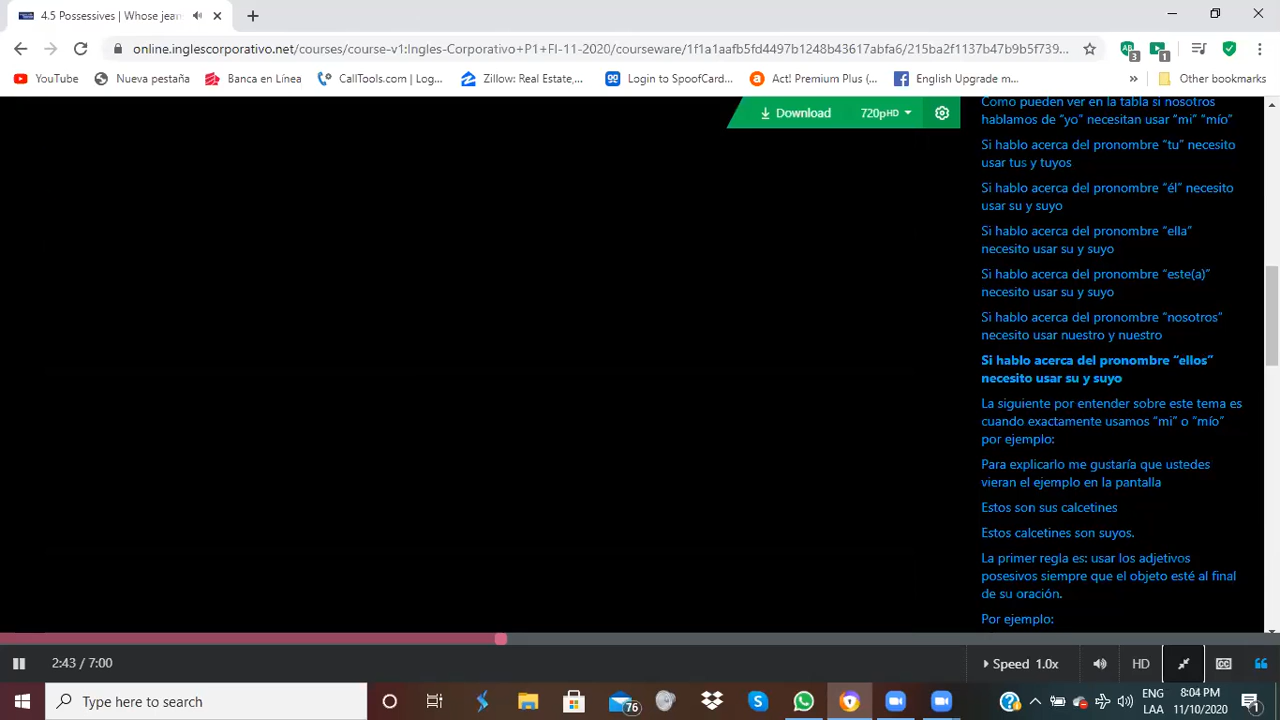 4.5 Possessives | Whose jean
online.inglescorporativo.net/courses/course-v1:Ingles-Corporativo+P1+FI-11-2020/courseware/1f1a1aafb5fd4497b1248b43617abfa6/215ba2f1137b47b9b5f739...
3
1
YouTube
Nueva pestaña
Banca en Línea
CallTools.com | Log...
Zillow: Real Estate,...
Login to SpoofCard...
Act! Premium Plus (...
English Upgrade m...
»
Other bookmarks
Download
720pHD
Como pueden ver en la tabla si nosotros
hablamos de "yo" necesitan usar "mi" "mío"
Si hablo acerca del pronombre "tu" necesito
usar tus y tuyos
Si hablo acerca del pronombre "él" necesito
usar su y suyo
Si hablo acerca del pronombre "ella"
necesito usar su y suyo
Si hablo acerca del pronombre "este(a)"
necesito usar su y suyo
Si hablo acerca del pronombre "nosotros"
necesito usar nuestro y nuestro
Si hablo acerca del pronombre "ellos"
necesito usar su y suyo
La siguiente por entender sobre este tema es
cuando exactamente usamos "mi" o "mío"
por ejemplo:
Para explicarlo me gustaría que ustedes
vieran el ejemplo en la pantalla
Estos son sus calcetines
Estos calcetines son suyos.
La primer regla es: usar los adjetivos
posesivos siempre que el objeto esté al final
de su oración.
Por ejemplo:
2:43 / 7:00
Speed 1.0x
HD
CC
Type here to search
76
ENG
LAA
8:04 PM
11/10/2020
1